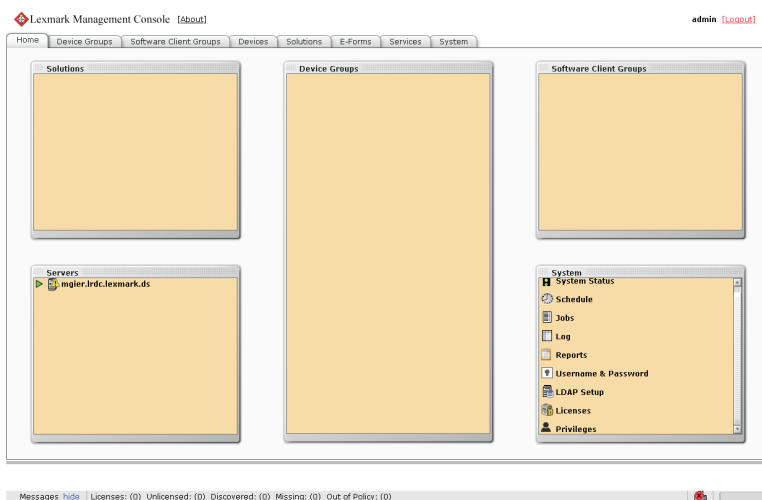 Lexmark Management Console [About]
admin [Logout]
Home Device Groups Software Client Groups Devices Solutions E-Forms Services System
Solutions
Device Groups
Software Client Groups
Servers
mgier.lrdc.lexmark.ds
System
System Status
Schedule
Jobs
Log
Reports
Username & Password
LDAP Setup
Licenses
Privileges
Messages hide Licenses: (0) Unlicensed: (0) Discovered: (0) Missing: (0) Out of Policy: (0)